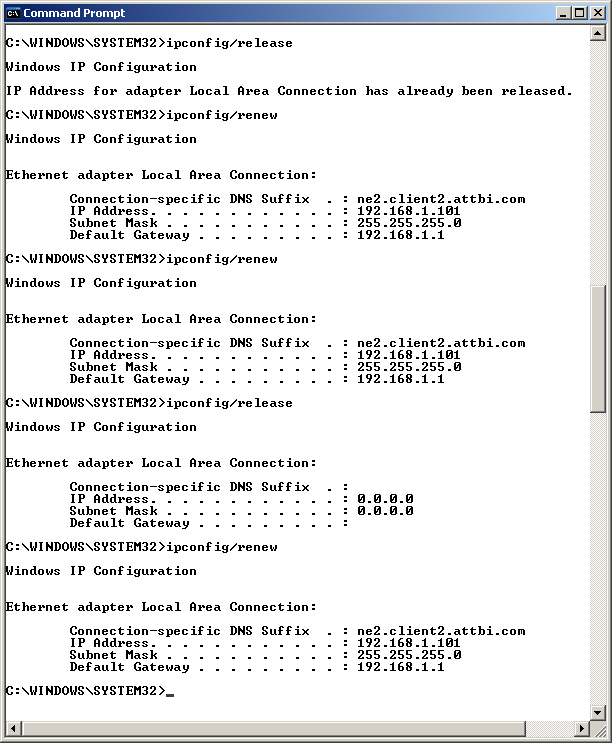 Command Prompt
C:\WINDOWS\SYSTEM32>ipconfig/release
Windows IP Configuration
IP Address for adapter Local Area Connection has already been released.
C:\WINDOWS\SYSTEM32>ipconfig/renew
Windows IP Configuration
Ethernet adapter Local Area Connection:
Connection-specific DNS Suffix  . : ne2.client2.attbi.com
IP Address. . . . . . . . . . . . : 192.168.1.101
Subnet Mask . . . . . . . . . . . : 255.255.255.0
Default Gateway . . . . . . . . . : 192.168.1.1
C:\WINDOWS\SYSTEM32>ipconfig/renew
Windows IP Configuration
Ethernet adapter Local Area Connection:
Connection-specific DNS Suffix  . : ne2.client2.attbi.com
IP Address. . . . . . . . . . . . : 192.168.1.101
Subnet Mask . . . . . . . . . . . : 255.255.255.0
Default Gateway . . . . . . . . . : 192.168.1.1
C:\WINDOWS\SYSTEM32>ipconfig/release
Windows IP Configuration
Ethernet adapter Local Area Connection:
Connection-specific DNS Suffix  . :
IP Address. . . . . . . . . . . . : 0.0.0.0
Subnet Mask . . . . . . . . . . . : 0.0.0.0
Default Gateway . . . . . . . . . :
C:\WINDOWS\SYSTEM32>ipconfig/renew
Windows IP Configuration
Ethernet adapter Local Area Connection:
Connection-specific DNS Suffix  . : ne2.client2.attbi.com
IP Address. . . . . . . . . . . . : 192.168.1.101
Subnet Mask . . . . . . . . . . . : 255.255.255.0
Default Gateway . . . . . . . . . : 192.168.1.1
C:\WINDOWS\SYSTEM32>_